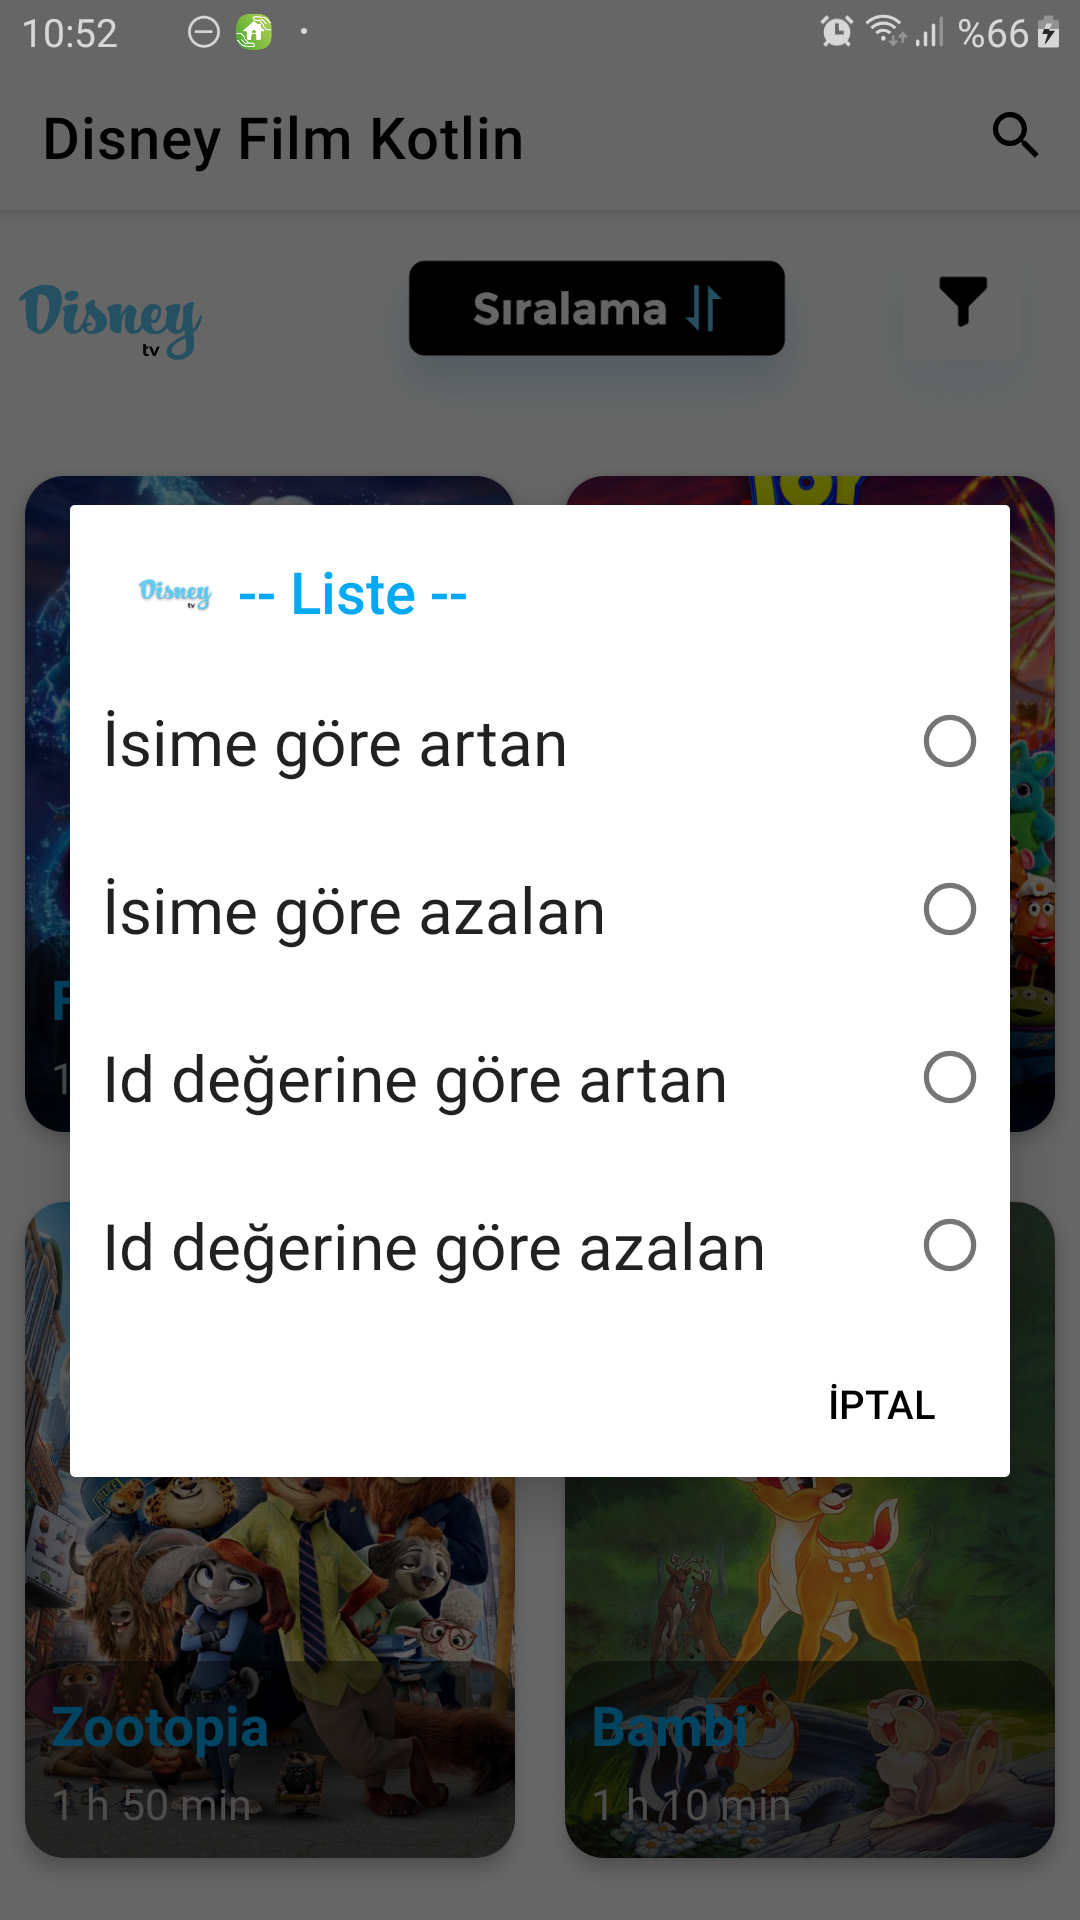 10:52
%66
Disney Film Kotlin
Disney
tv
Sıralama
Disney
tv
-- Liste --
İsime göre artan
İsime göre azalan
Id değerine göre artan
Id değerine göre azalan
İPTAL
Zootopia
1 h 50 min
Bambi
1 h 10 min